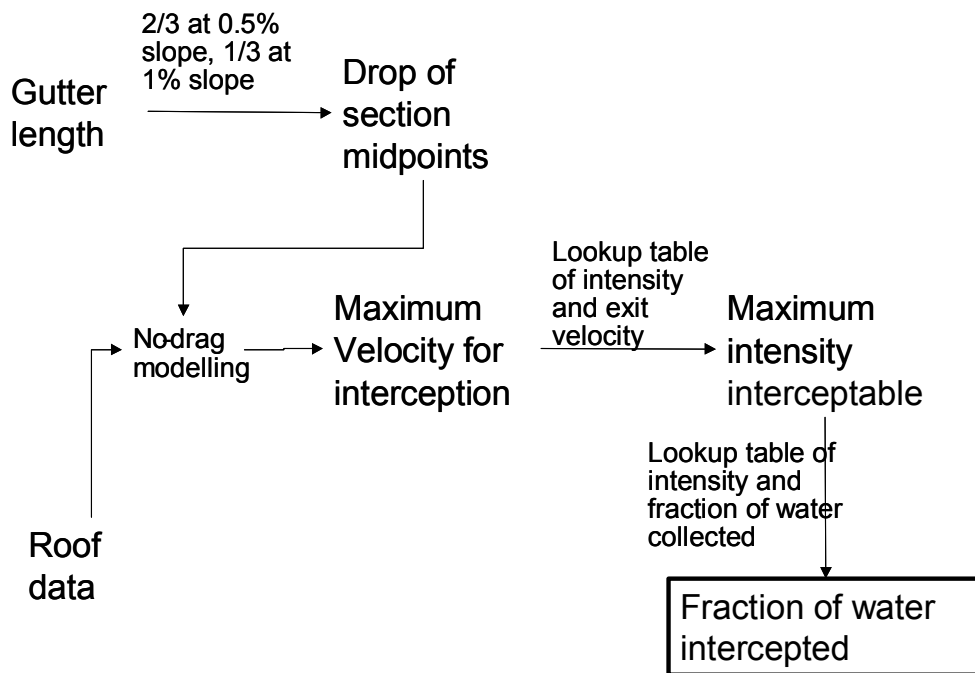 2/3 at 0.5%
slope, 1/3 at
1% slope
Gutter
length
Drop of
section
midpoints
Lookup table
of intensity
and exit
velocity
No-drag
modelling
Maximum
Velocity for
interception
Maximum
intensity
interceptable
Lookup table of
intensity and
fraction of water
collected
Roof
data
Fraction of water
intercepted